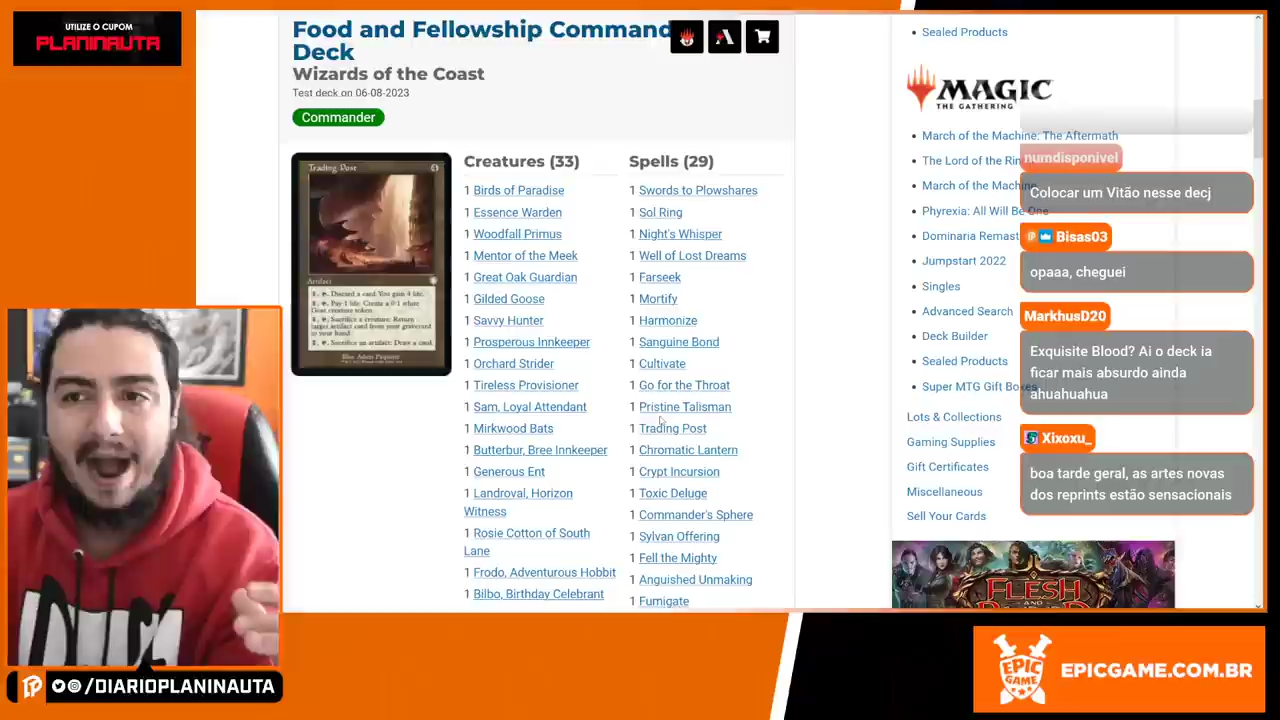 UTILIZE O CUPOM
PLANINAUTA
Food and Fellowship Command
Deck
Wizards of the Coast
Test deck on 06-08-2023
Commander
Trading Post
4
Artifact
Creatures (33)
1 Birds of Paradise
1 Essence Warden
1 Woodfall Primus
1 Mentor of the Meek
1 Great Oak Guardian
1 Gilded Goose
1 Savvy Hunter
1 Prosperous Innkeeper
1 Orchard Strider
1 Tireless Provisioner
1 Sam, Loyal Attendant
1 Mirkwood Bats
1 Butterbur, Bree Innkeeper
1 Generous Ent
1 Landroval, Horizon
Witness
1 Rosie Cotton of South
Lane
1 Frodo, Adventurous Hobbit
1 Bilbo, Birthday Celebrant
Spells (29)
1 Swords to Plowshares
1 Sol Ring
1 Night's Whisper
1 Well of Lost Dreams
1 Farseek
1 Mortify
1 Harmonize
1 Sanguine Bond
1 Cultivate
1 Go for the Throat
1 Pristine Talisman
1 Trading Post
1 Chromatic Lantern
1 Crypt Incursion
1 Toxic Deluge
1 Commander's Sphere
1 Sylvan Offering
1 Fell the Mighty
1 Anguished Unmaking
1 Fumigate
Sealed Products
MAGIC
THE GATHERING
March of the Machine: The Aftermath
The Lord of the Rin
March of the Machine
Phyrexia: All Will Be One
Dominaria Remast
Jumpstart 2022
Singles
Advanced Search
Deck Builder
Sealed Products
Super MTG Gift Boxes
Lots & Collections
Gaming Supplies
Gift Certificates
Miscellaneous
Sell Your Cards
FLESH
AND
numdisponivel
Colocar um Vitão nesse decj
Bisas03
opaaa, cheguei
MarkhusD20
Exquisite Blood? Ai o deck ia
ficar mais absurdo ainda
ahuahuahua
Xixoxu_
boa tarde geral, as artes novas
dos reprints estão sensacionais
/DIARIOPLANINAUTA
EPIC
GAME
EPICGAME.COM.BR